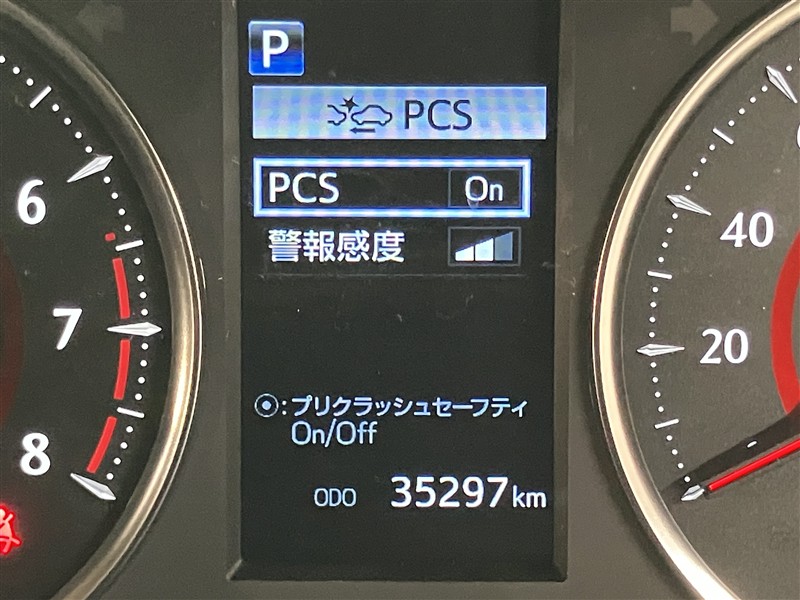 P
PCS
PCS On
警報感度
6
7
8
40
20
⦿:プリクラッシュセーフティ
On/Off
ODO 35297km